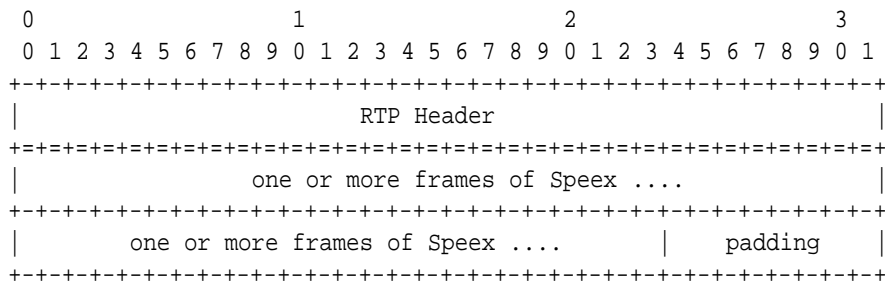 0                   1                   2                   3
 0 1 2 3 4 5 6 7 8 9 0 1 2 3 4 5 6 7 8 9 0 1 2 3 4 5 6 7 8 9 0 1
+-+-+-+-+-+-+-+-+-+-+-+-+-+-+-+-+-+-+-+-+-+-+-+-+-+-+-+-+-+-+-+-+
|                         RTP Header                            |
+=+=+=+=+=+=+=+=+=+=+=+=+=+=+=+=+=+=+=+=+=+=+=+=+=+=+=+=+=+=+=+=+
|                 one or more frames of Speex ....              |
+-+-+-+-+-+-+-+-+-+-+-+-+-+-+-+-+-+-+-+-+-+-+-+-+-+-+-+-+-+-+-+-+
|        one or more frames of Speex ....       |    padding    |
+-+-+-+-+-+-+-+-+-+-+-+-+-+-+-+-+-+-+-+-+-+-+-+-+-+-+-+-+-+-+-+-+